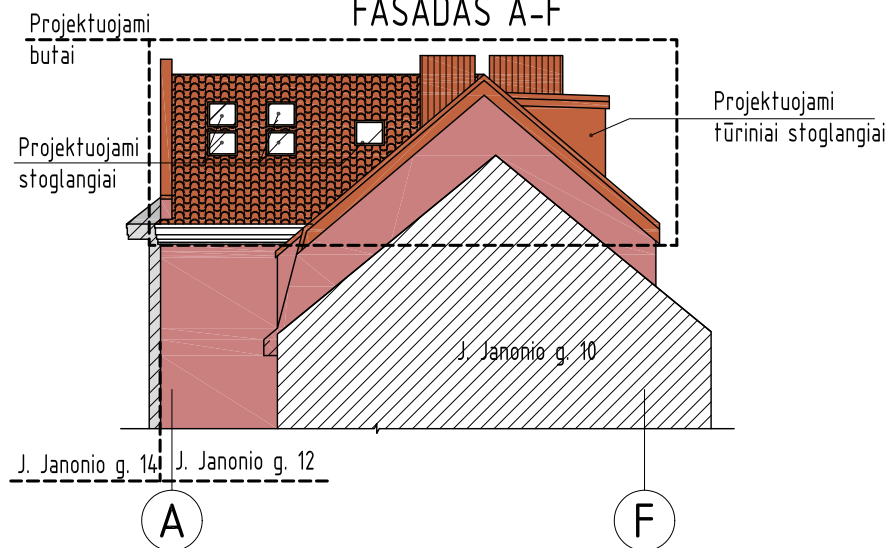 FASADAS A-F
Projektuojami
butai
Projektuojami
tūriniai stoglangiai
Projektuojami
stoglangiai
J. Janonio g. 10
J. Janonio g. 14
J. Janonio g. 12
A
F